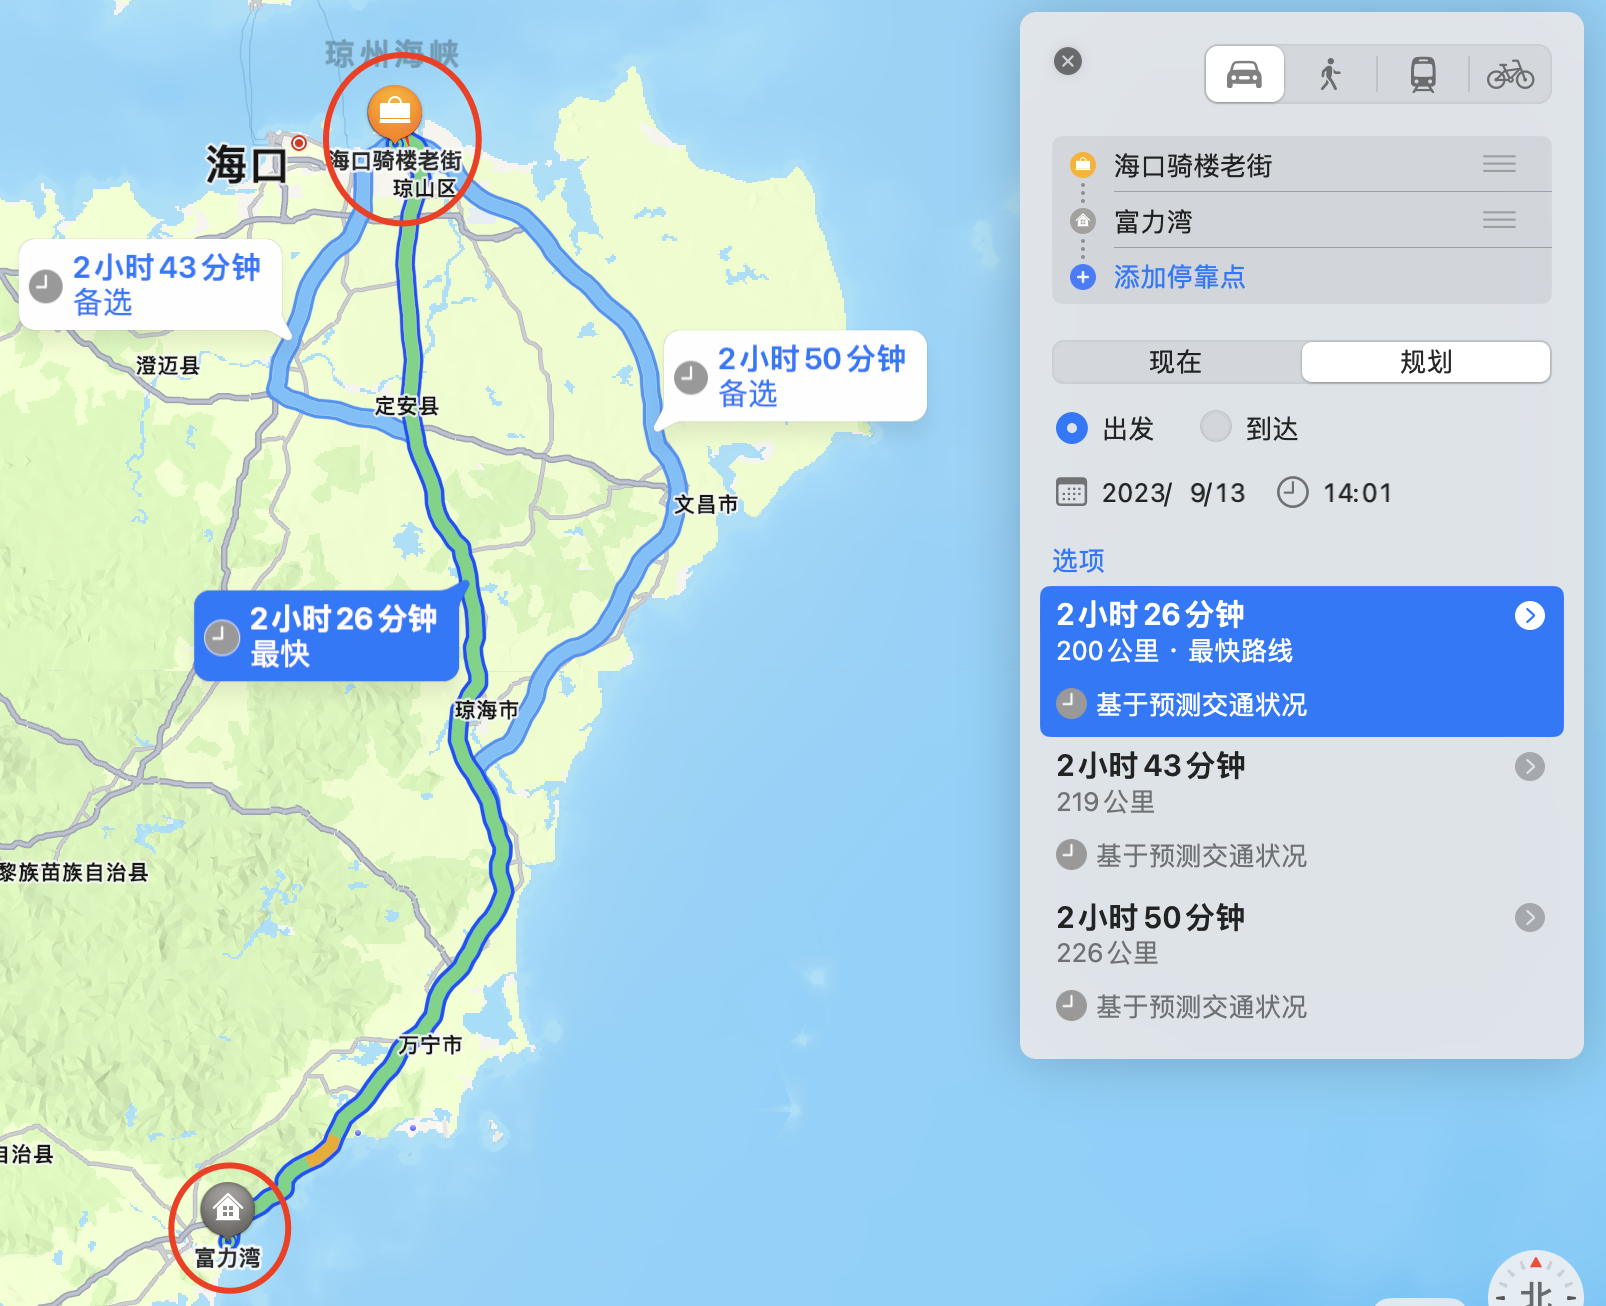 琼州海峡
海口
海口骑楼老街
琼山区
2小时43分钟
备选
澄迈县
定安县
2小时50分钟
备选
文昌市
2小时26分钟
最快
琼海市
黎族苗族自治县
万宁市
自治县
富力湾
海口骑楼老街
富力湾
添加停靠点
现在
规划
出发
到达
2023/ 9/13
14:01
选项
2小时26分钟
200公里 · 最快路线
基于预测交通状况
2小时43分钟
219公里
基于预测交通状况
2小时50分钟
226公里
基于预测交通状况
北